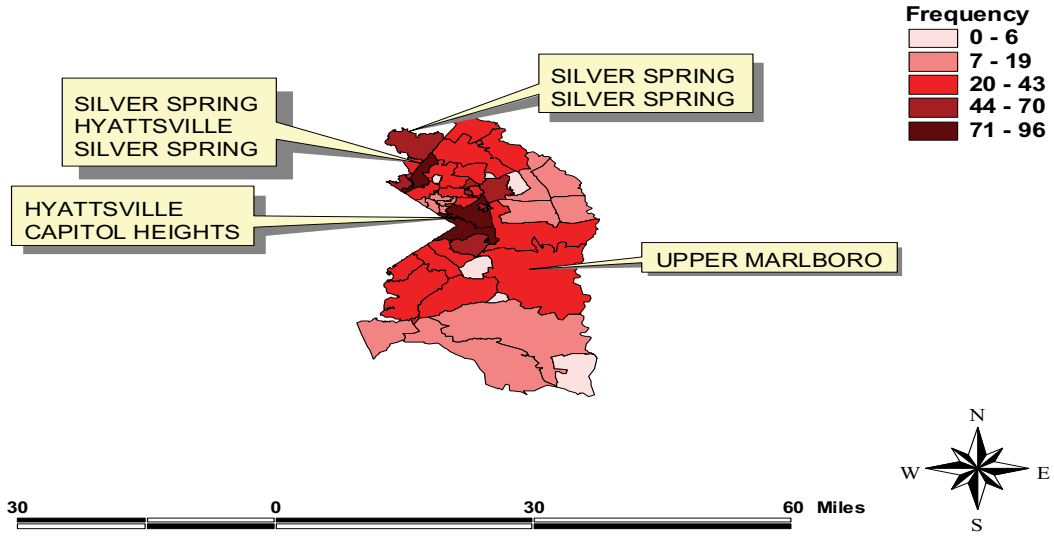 Frequency
0 - 6
7 - 19
20 - 43
44 - 70
71 - 96
SILVER SPRING
SILVER SPRING
SILVER SPRING
HYATTSVILLE
SILVER SPRING
HYATTSVILLE
CAPITOL HEIGHTS
UPPER MARLBORO
N
W E
S
30 0 30 60 Miles